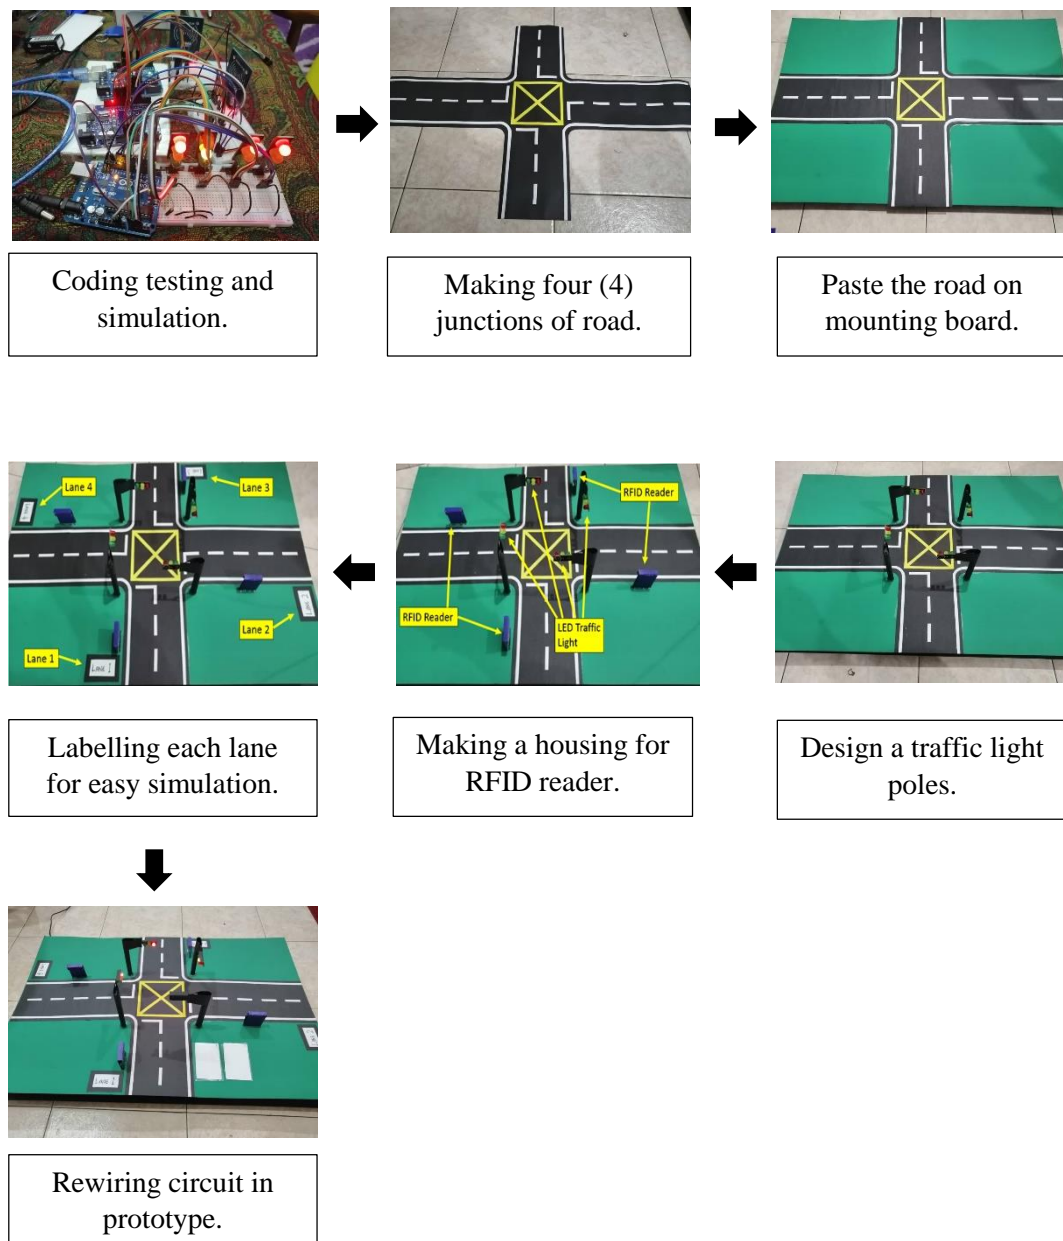 Coding testing and
simulation.
Making four (4)
junctions of road.
Paste the road on
mounting board.
Lane 4
Lane 3
Lane 2
Lane 1
RFID Reader
RFID Reader
LED Traffic
Light
Labelling each lane
for easy simulation.
Making a housing for
RFID reader.
Design a traffic light
poles.
Rewiring circuit in
prototype.